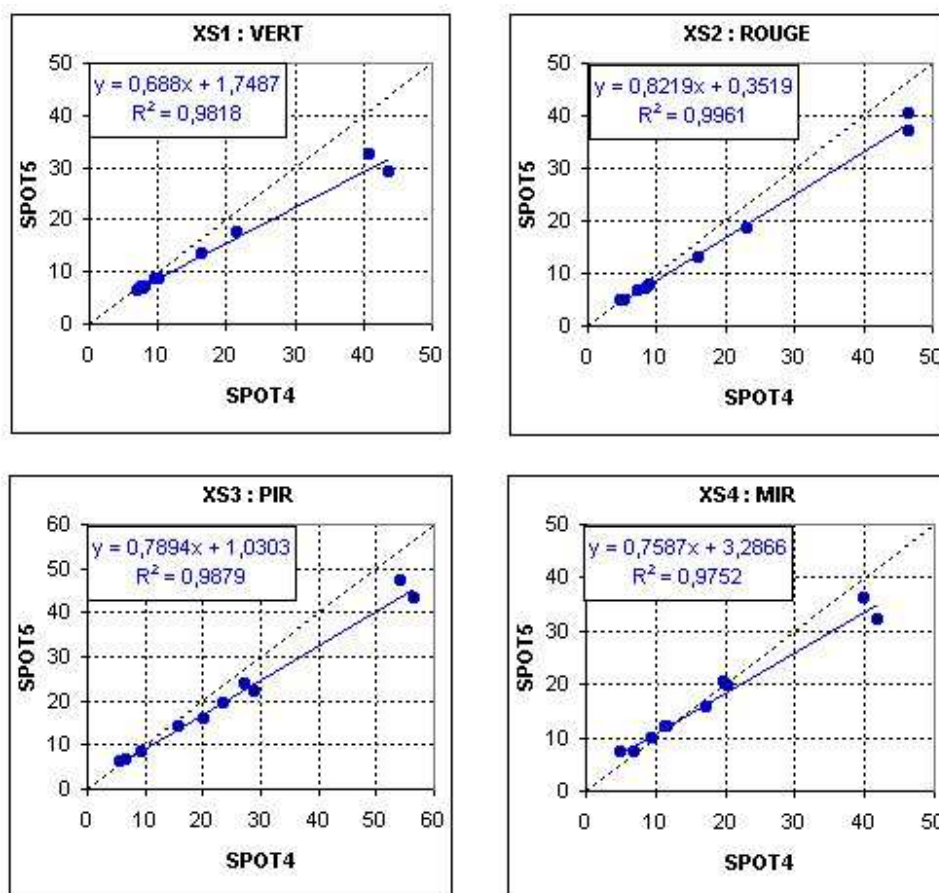 XS1 : VERT
y = 0,688x + 1,7487
R² = 0,9818
50
40
30
20
10
0
SPOT5
0 10 20 30 40 50
SPOT4
XS2 : ROUGE
y = 0,8219x + 0,3519
R² = 0,9961
50
40
30
20
10
0
SPOT5
0 10 20 30 40 50
SPOT4
XS3 : PIR
y = 0,7894x + 1,0303
R² = 0,9879
60
50
40
30
20
10
0
SPOT5
0 10 20 30 40 50 60
SPOT4
XS4 : MIR
y = 0,7587x + 3,2866
R² = 0,9752
50
40
30
20
10
0
SPOT5
0 10 20 30 40 50
SPOT4